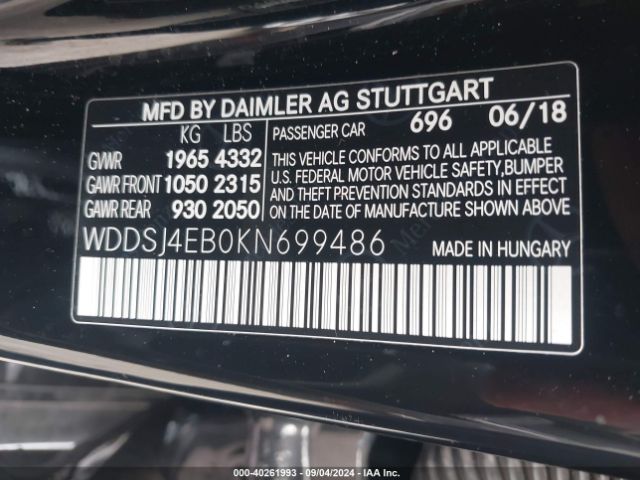 MFD BY DAIMLER AG STUTTGART
KG LBS
GVWR 1965 4332
GAWR FRONT 1050 2315
GAWR REAR 930 2050
PASSENGER CAR 696 06/18
THIS VEHICLE CONFORMS TO ALL APPLICABLE
U.S. FEDERAL MOTOR VEHICLE SAFETY,BUMPER
AND THEFT PREVENTION STANDARDS IN EFFECT
ON THE DATE OF MANUFACTURE SHOWN ABOVE
WDDSJ4EB0KN699486 MADE IN HUNGARY
000-40261993 - 09/04/2024 - IAA Inc.